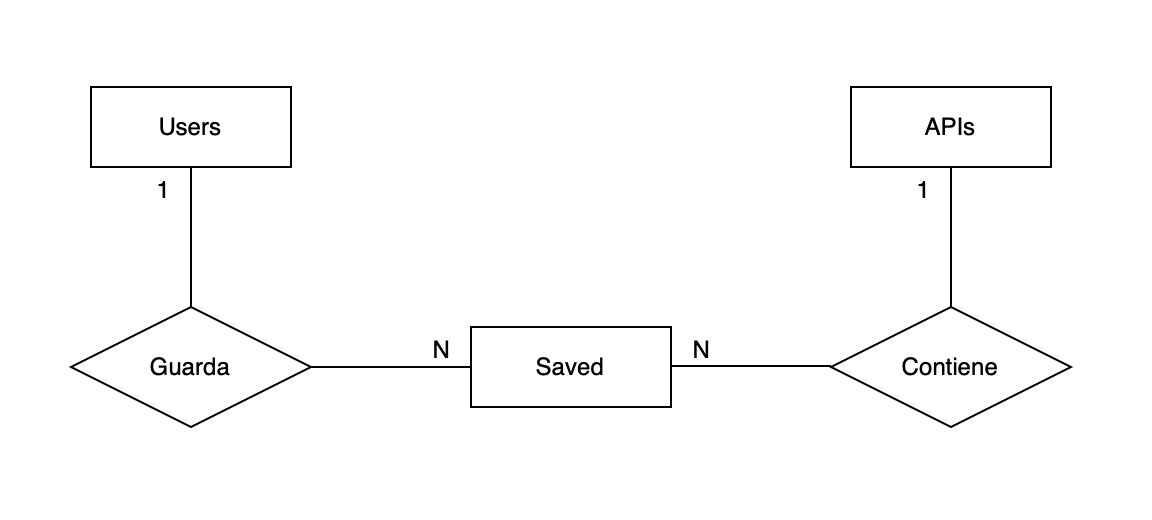 Users
APIs
1
1
Guarda
N
Saved
N
Contiene